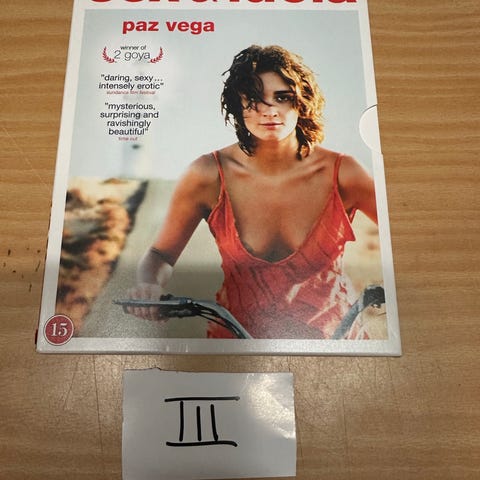 paz vega
winner of
2 goya
"daring, sexy...
intensely erotic"
sundance film festival
"mysterious,
surprising and
ravishingly
beautiful"
time out
15
III